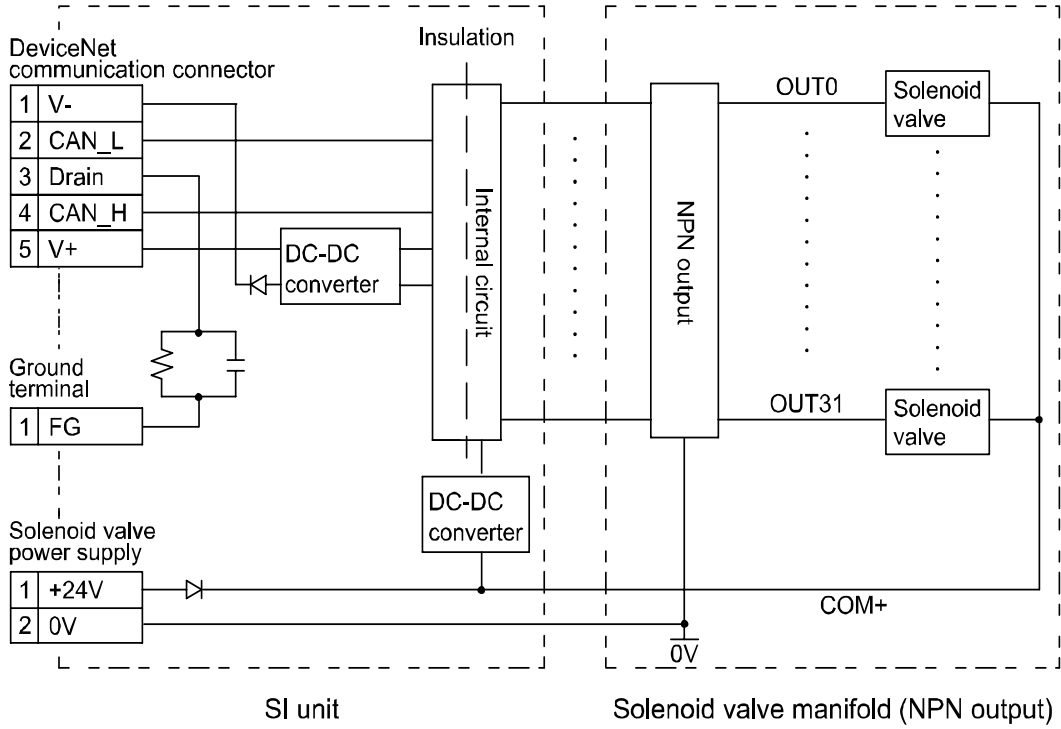 Insulation
DeviceNet
communication connector
1 V-
2 CAN_L
3 Drain
4 CAN_H
5 V+
DC-DC
converter
Internal circuit
NPN output
OUT0
Solenoid
valve
OUT31
Solenoid
valve
Ground
terminal
1 FG
DC-DC
converter
Solenoid valve
power supply
1 +24V
2 0V
COM+
0V
SI unit
Solenoid valve manifold (NPN output)